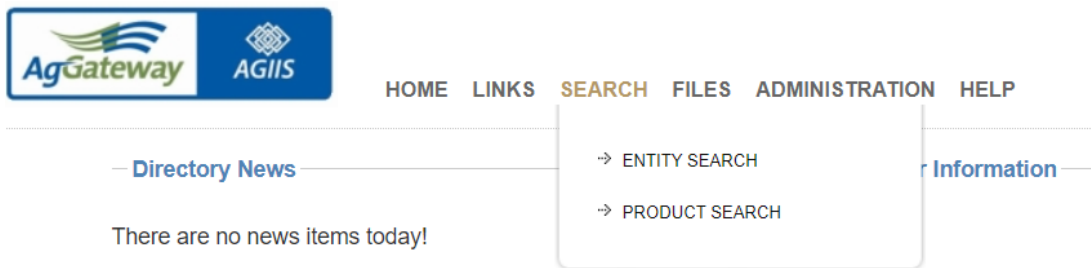 AgGateway
AGIIS
HOME LINKS SEARCH FILES ADMINISTRATION HELP
Directory News
r Information
ENTITY SEARCH
PRODUCT SEARCH
There are no news items today!